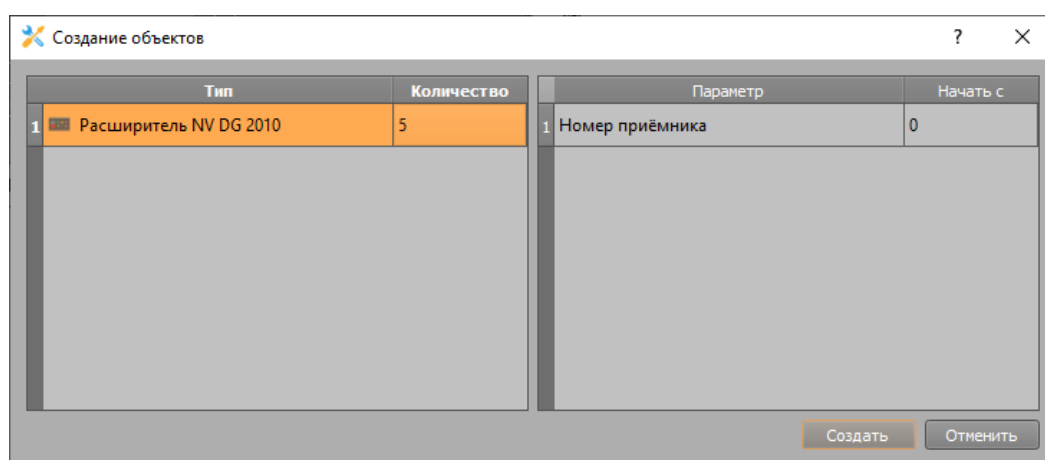 Создание объектов ? ×
Тип Количество Параметр Начать с
1 Расширитель NV DG 2010 5 1 Номер приёмника 0
Создать Отменить